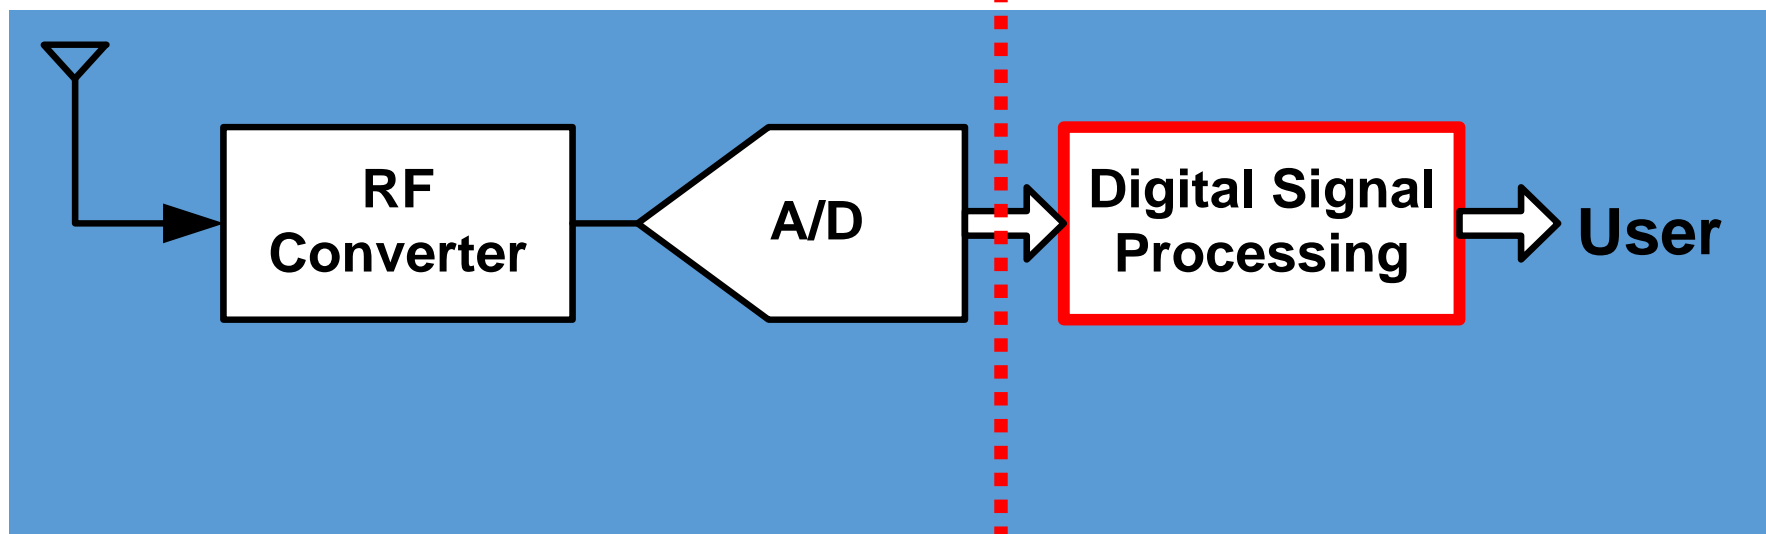 RF
Converter
A/D
Digital Signal
Processing
User